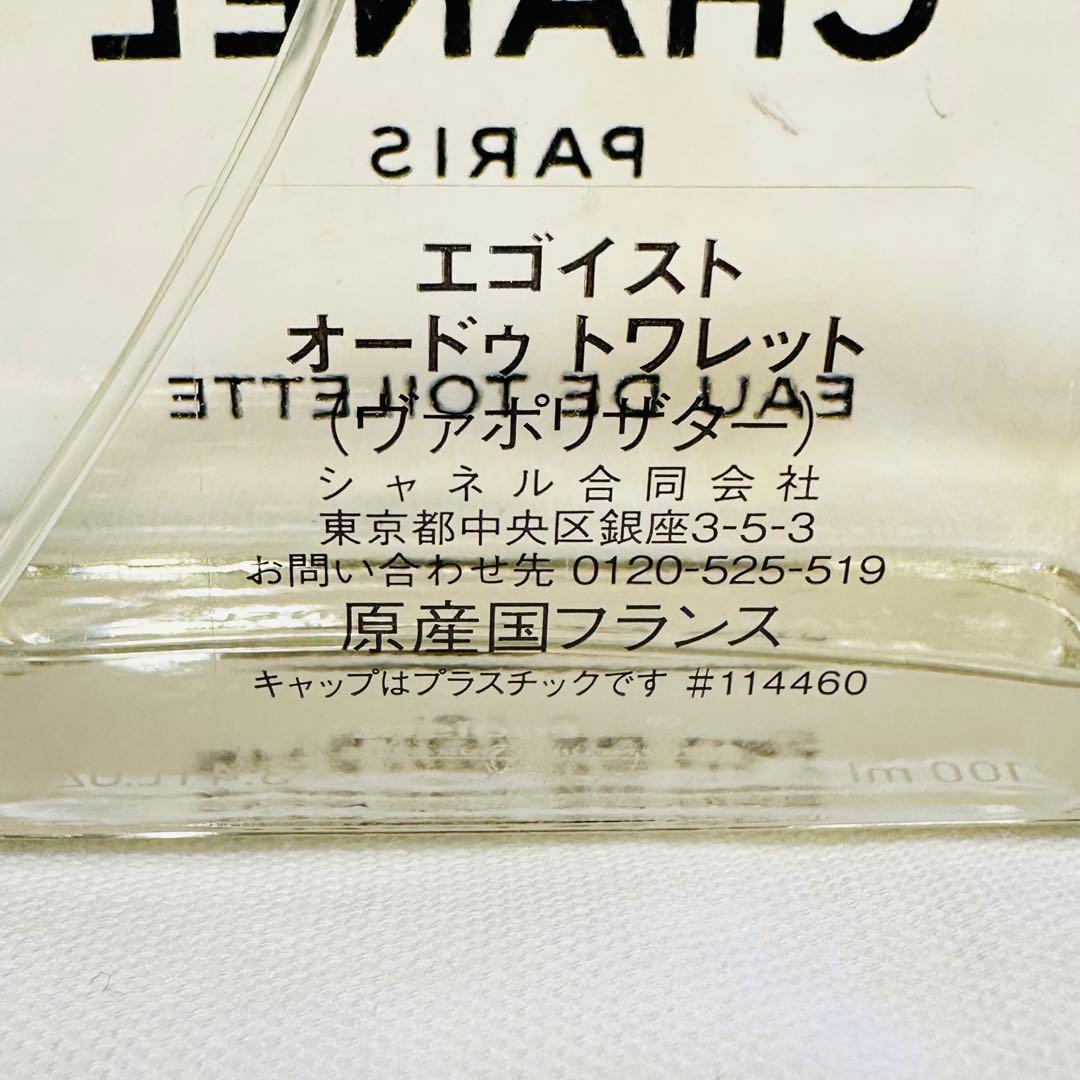 CHANEL
PARIS
エゴイスト
オードゥ トワレット
EAU DE TOILETTE
(ヴァポリザター)
シャネル合同会社
東京都中央区銀座3-5-3
お問い合わせ先 0120-525-519
原産国フランス
キャップはプラスチックです #114460
100 ml
3.4 FL.OZ